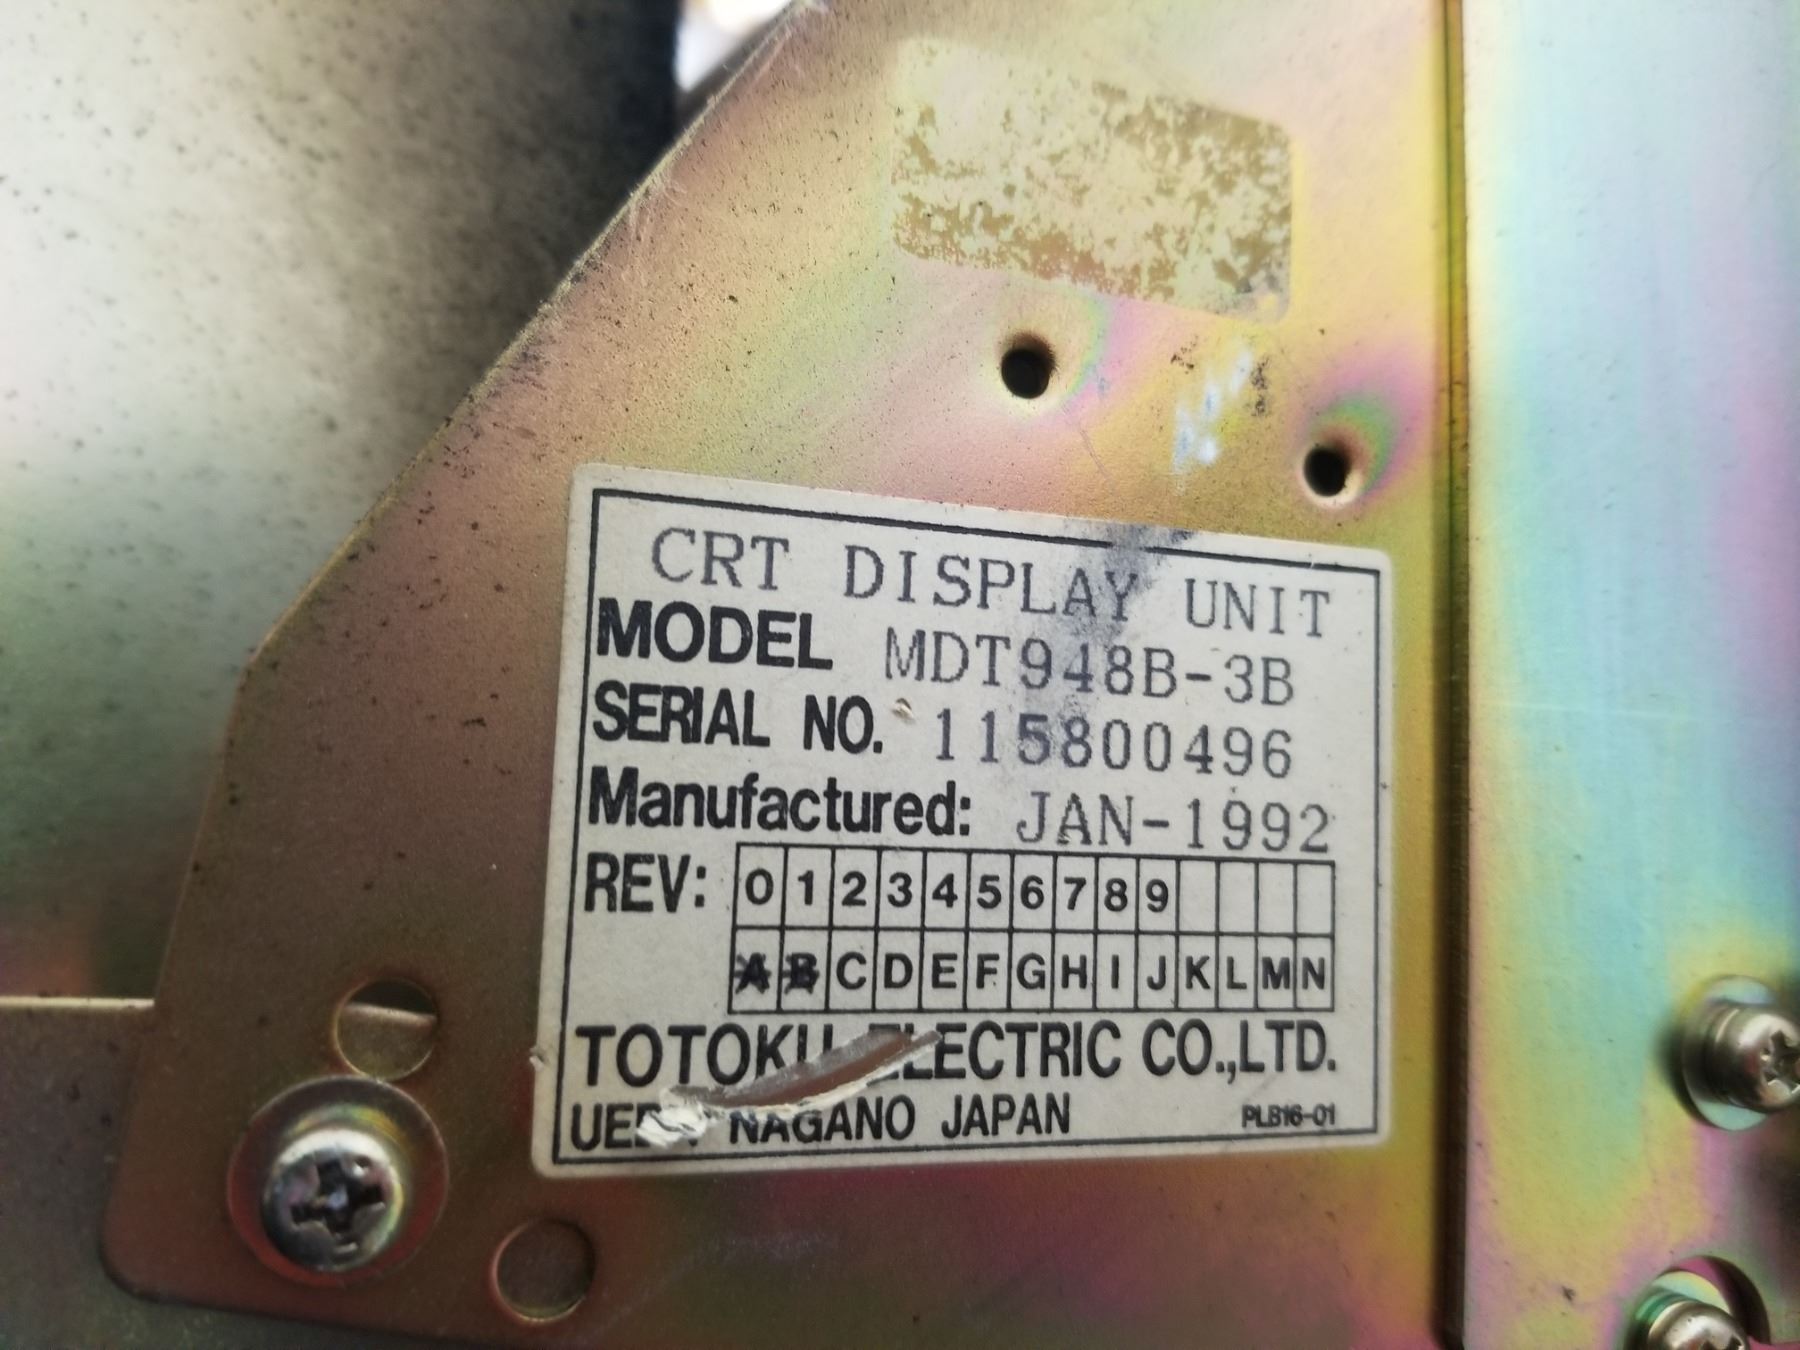 CRT DISPLAY UNIT
MODEL MDT948B-3B
SERIAL NO. 115800496
Manufactured: JAN-1992
REV: 0 1 2 3 4 5 6 7 8 9
A B C D E F G H I J K L M N
TOTOKU ELECTRIC CO.,LTD.
NAGANO JAPAN PLB16-01